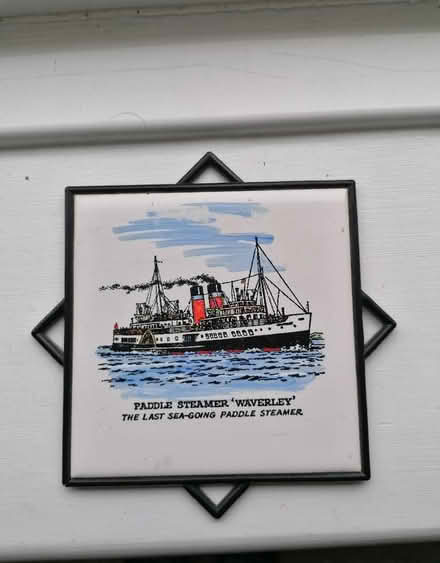 PADDLE STEAMER 'WAVERLEY'
THE LAST SEA-GOING PADDLE STEAMER